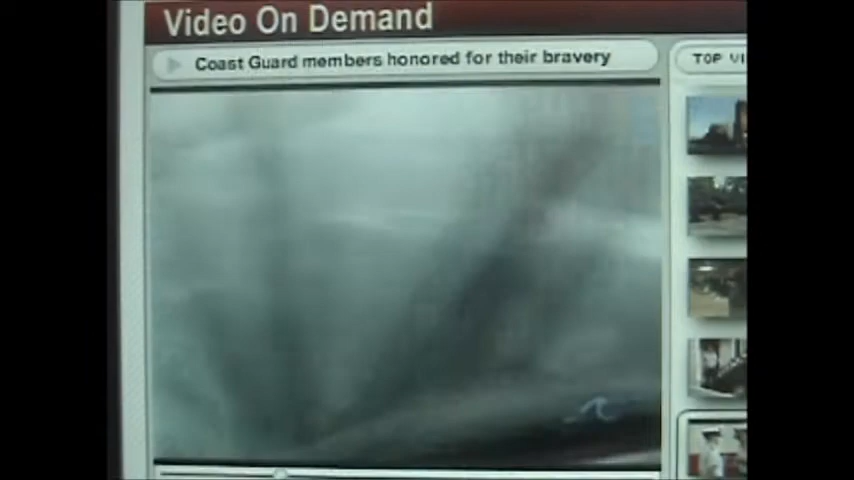 Video On Demand
Coast Guard members honored for their bravery
TOP VI